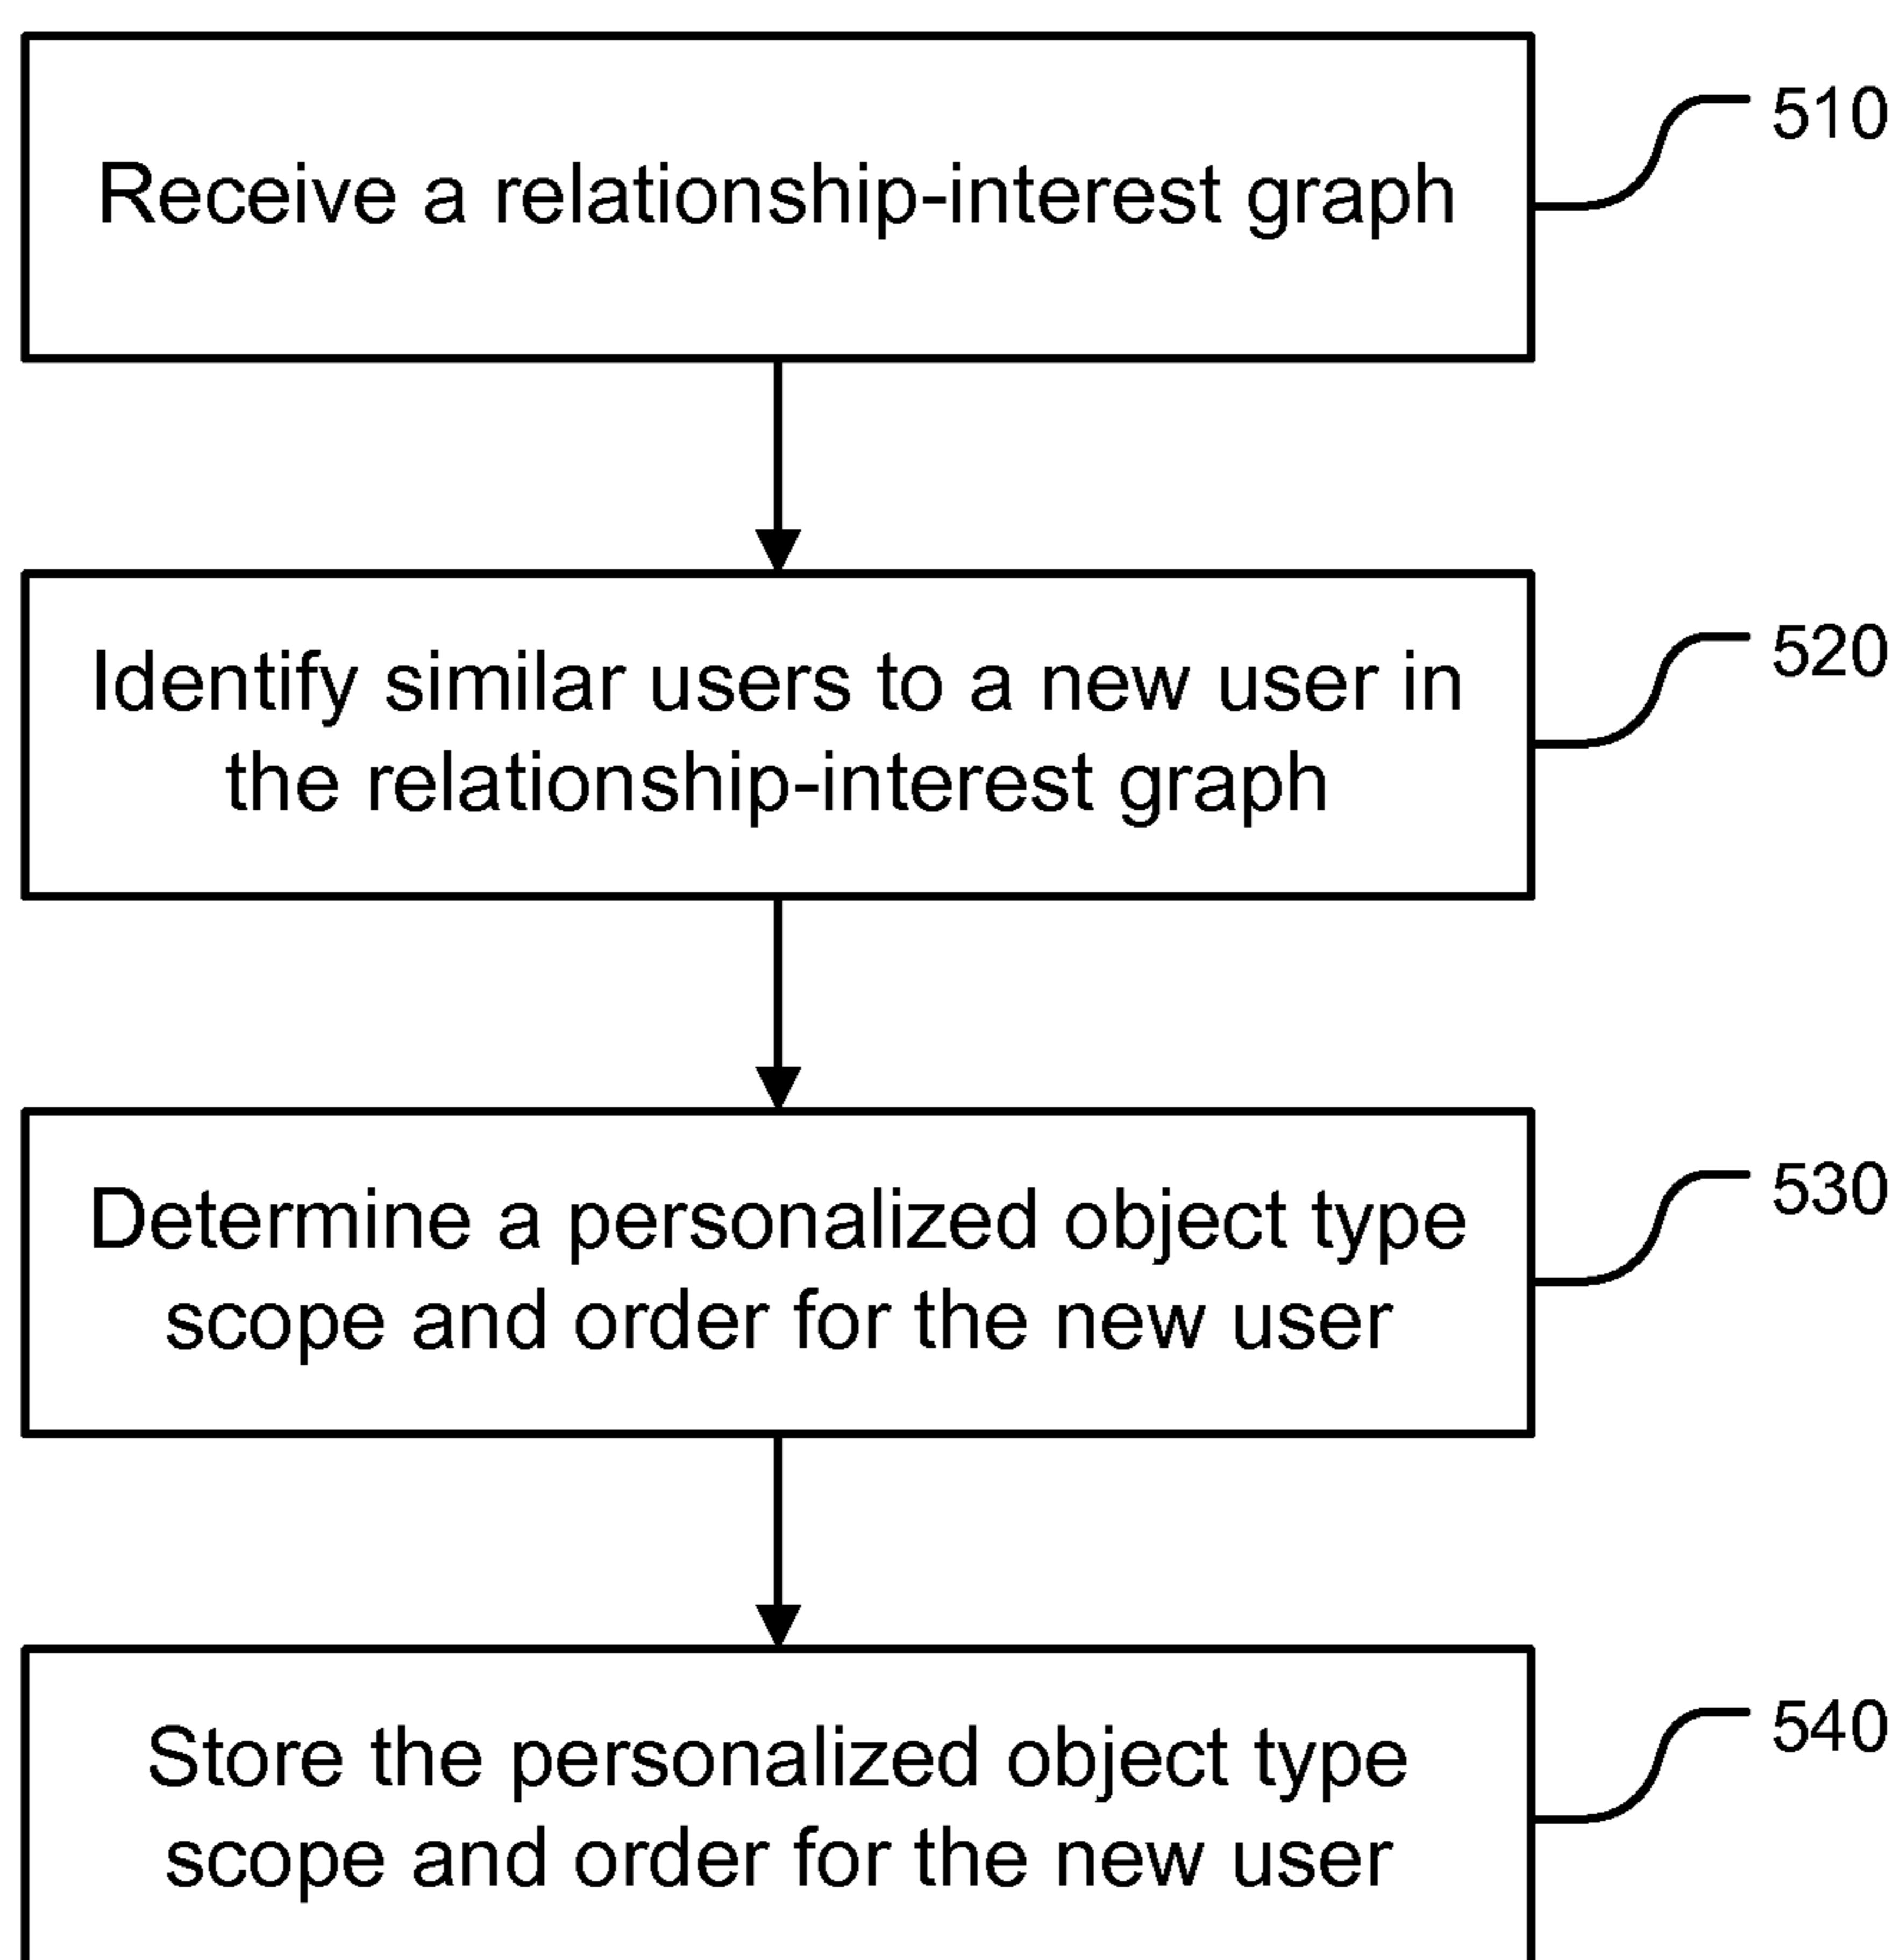 Receive a relationship-interest graph
510
Identify similar users to a new user in
the relationship-interest graph
520
Determine a personalized object type
scope and order for the new user
530
Store the personalized object type
scope and order for the new user
540